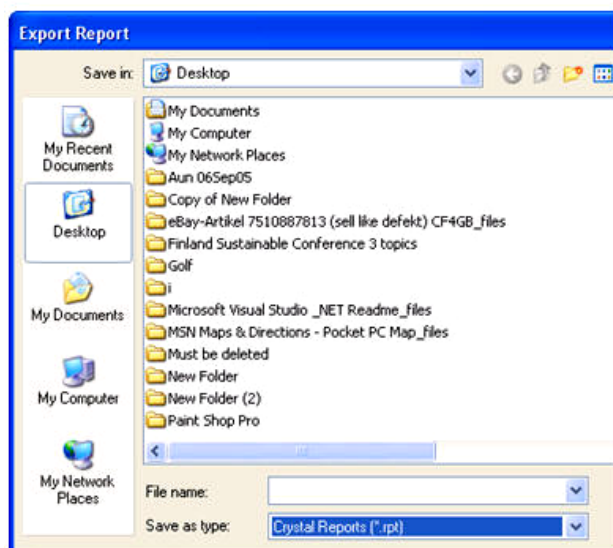 Export Report
Save in:
Desktop
My Recent
Documents
Desktop
My Documents
My Computer
My Network
Places
My Documents
My Computer
My Network Places
Aun 06Sep05
Copy of New Folder
eBay-Artikel 7510887813 (sell like defekt) CF4GB_files
Finland Sustainable Conference 3 topics
Golf
i
Microsoft Visual Studio _NET Readme_files
MSN Maps & Directions - Pocket PC Map_files
Must be deleted
New Folder
New Folder (2)
Paint Shop Pro
File name:
Save as type:
Crystal Reports (*.rpt)